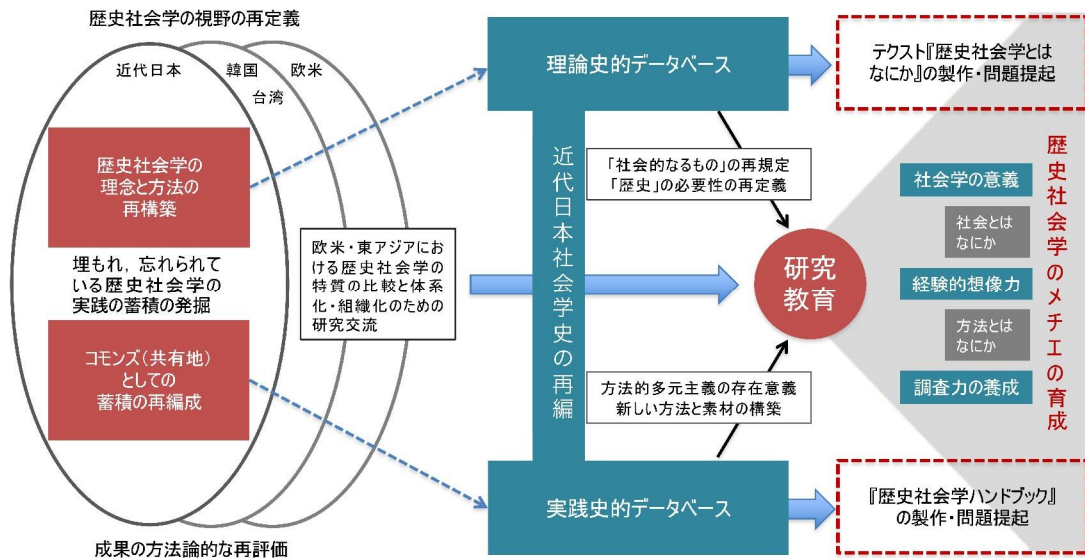 歴史社会学の視野の再定義
近代日本
韓国
台湾
欧米
歴史社会学の
理念と方法の
再構築
埋もれ，忘れられて
いる歴史社会学の
実践の蓄積の発掘
コモンズ（共有地）
としての
蓄積の再編成
成果の方法論的な再評価
欧米・東アジアにお
ける歴史社会学の
特質の比較と体系
化・組織化のための
研究交流
理論史的データベース
近代日本社会学史の再編
実践史的データベース
「社会的なるもの」の再規定
「歴史」の必要性の再定義
研究
教育
方法的多元主義の存在意義
新しい方法と素材の構築
テクスト『歴史社会学とは
なにか』の製作・問題提起
社会学の意義
社会とは
なにか
経験的想像力
方法とは
なにか
調査力の養成
歴史社会学のメチエの育成
『歴史社会学ハンドブック』
の製作・問題提起